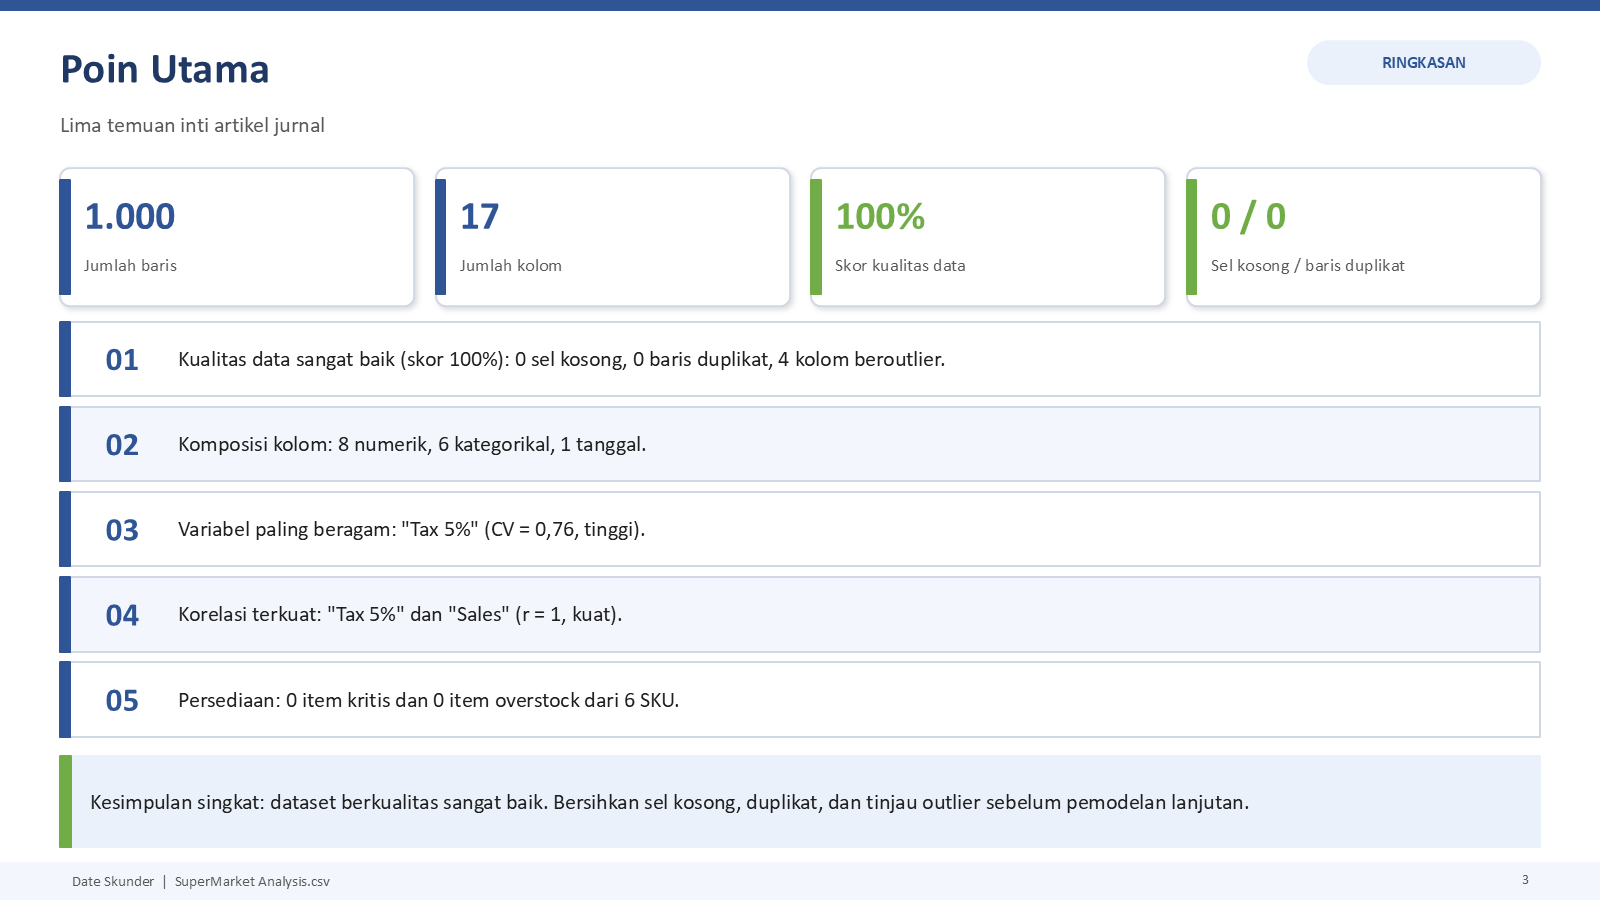 Poin Utama
RINGKASAN
Lima temuan inti artikel jurnal
1.000
Jumlah baris
17
Jumlah kolom
100%
Skor kualitas data
0 / 0
Sel kosong / baris duplikat
01
Kualitas data sangat baik (skor 100%): 0 sel kosong, 0 baris duplikat, 4 kolom beroutlier.
02
Komposisi kolom: 8 numerik, 6 kategorikal, 1 tanggal.
03
Variabel paling beragam: "Tax 5%" (CV = 0,76, tinggi).
04
Korelasi terkuat: "Tax 5%" dan "Sales" (r = 1, kuat).
05
Persediaan: 0 item kritis dan 0 item overstock dari 6 SKU.
Kesimpulan singkat: dataset berkualitas sangat baik. Bersihkan sel kosong, duplikat, dan tinjau outlier sebelum pemodelan lanjutan.
Date Skunder | SuperMarket Analysis.csv
3